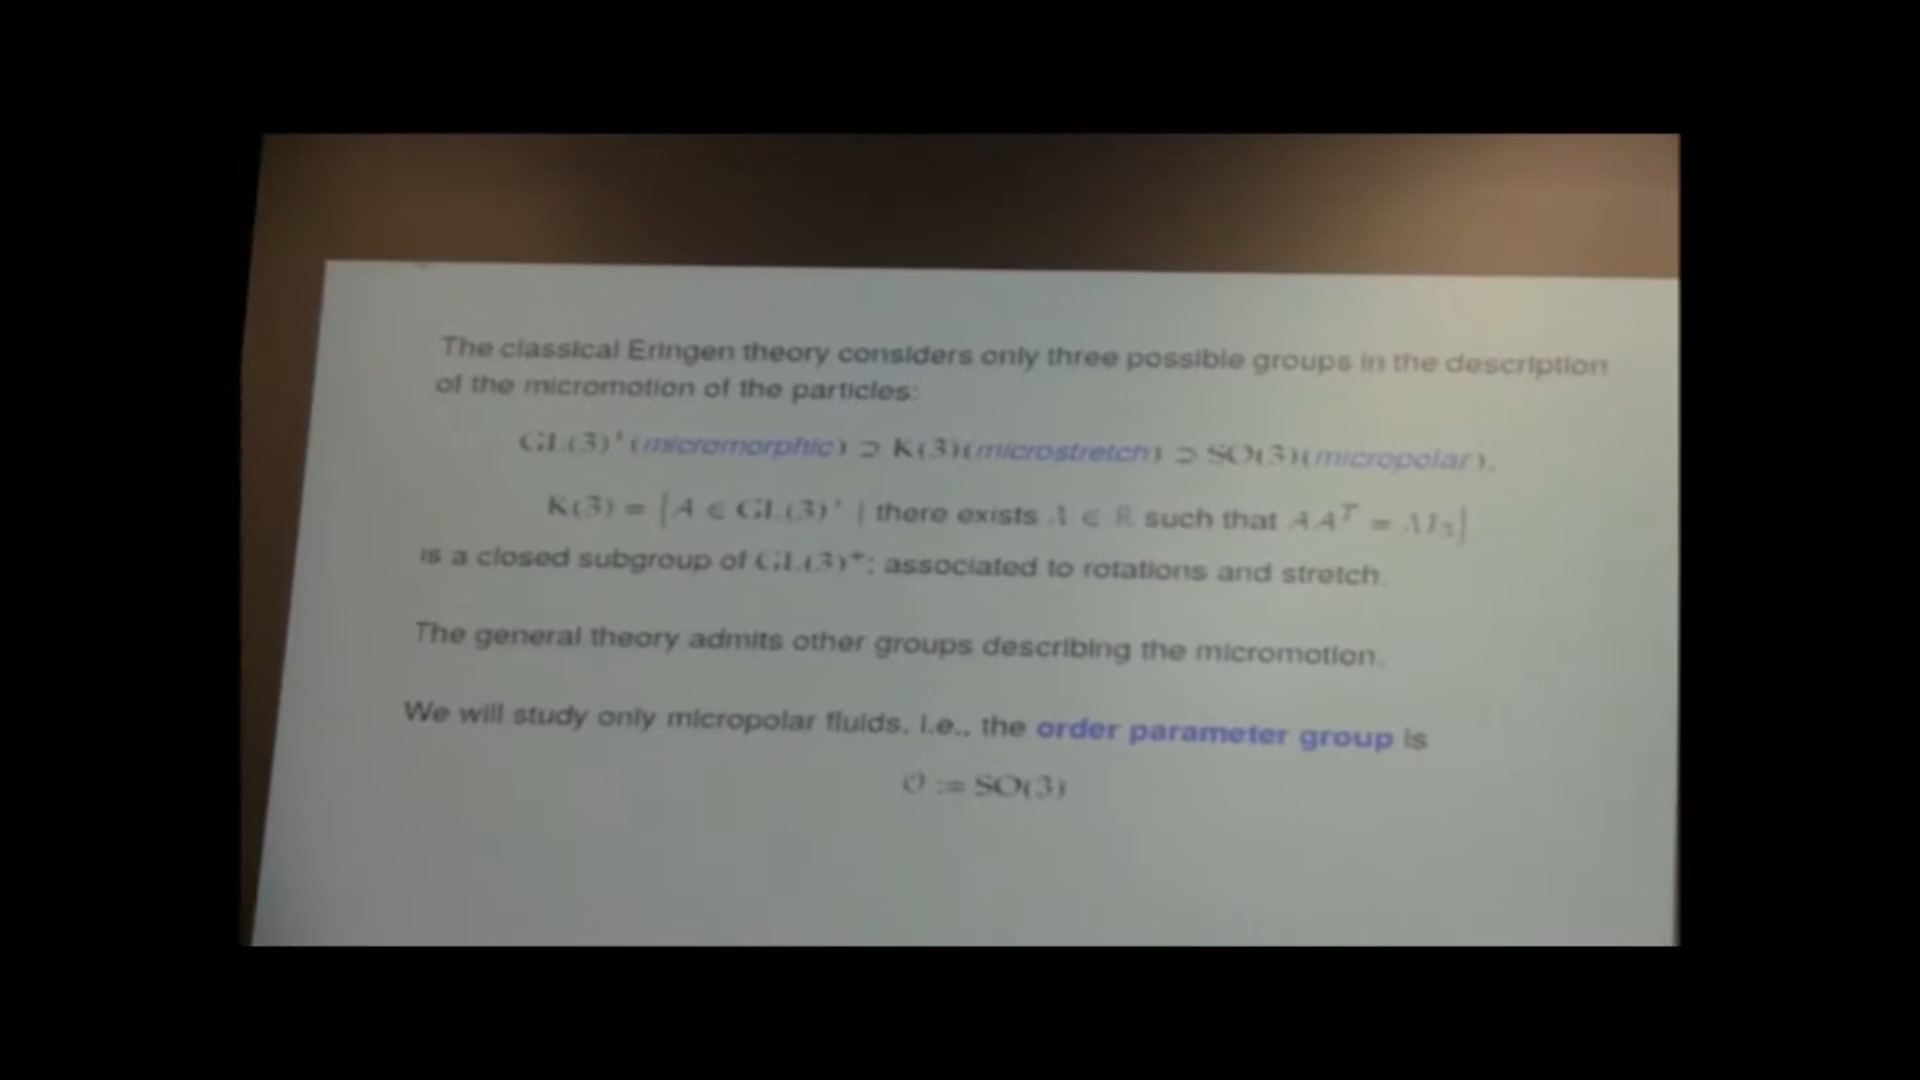 The classical Eringen theory considers only three possible groups in the description
of the micromotion of the particles:
GL(3)⁺(micromorphic) ⊃ K(3)(microstretch) ⊃ SO(3)(micropolar).
K(3) = {A ∈ GL(3)⁺ | there exists λ ∈ ℝ such that AAᵀ = λI₃}
is a closed subgroup of GL(3)⁺; associated to rotations and stretch.
The general theory admits other groups describing the micromotion.
We will study only micropolar fluids, i.e., the order parameter group is
𝒪 := SO(3)